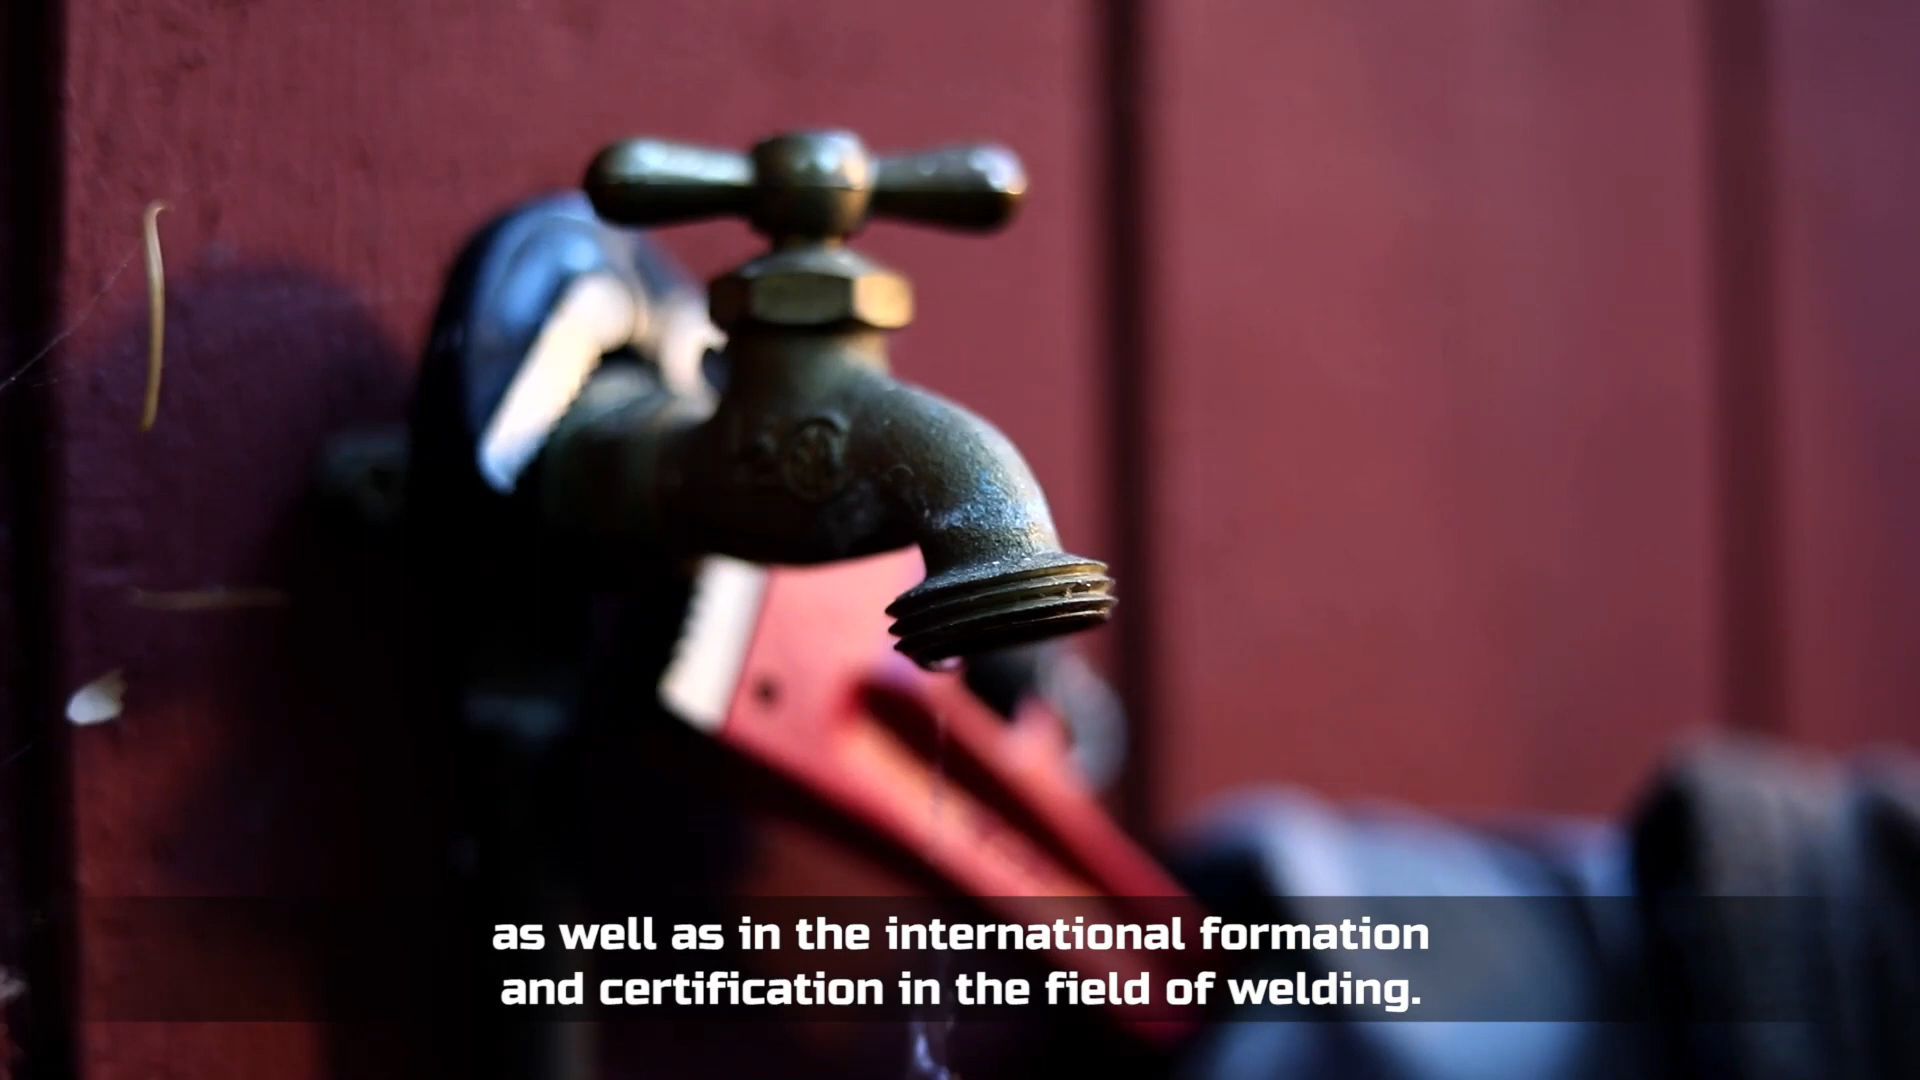 as well as in the international formation
and certification in the field of welding.